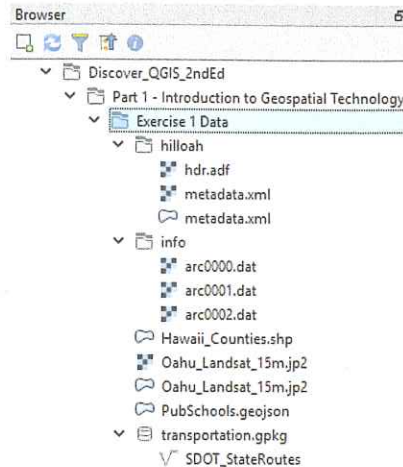 Browser
Discover_QGIS_2ndEd
Part 1 - Introduction to Geospatial Technology
Exercise 1 Data
hilloah
hdr.adf
metadata.xml
metadata.xml
info
arc0000.dat
arc0001.dat
arc0002.dat
Hawaii_Counties.shp
Oahu_Landsat_15m.jp2
Oahu_Landsat_15m.jp2
PubSchools.geojson
transportation.gpkg
SDOT_StateRoutes